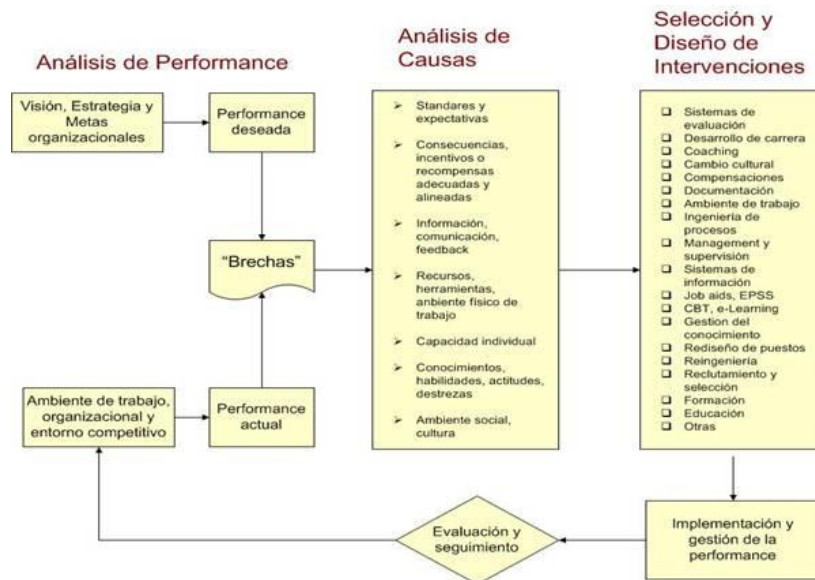 Análisis de Performance
Visión, Estrategia y
Metas
organizacionales
Performance
deseada
"Brechas"
Ambiente de trabajo,
organizacional y
entorno competitivo
Performance
actual
Análisis de
Causas
Standares y
expectativas
Consecuencias,
incentivos o
recompensas
adecuadas y
alineadas
Información,
comunicación,
feedback
Recursos,
herramientas,
anbiente físico de
trabajo
Capacidad individual
Conocimientos,
habilidades, actitudes,
destrezas
Ambiente social,
cultura
Selección y
Diseño de
Intervenciones
Sistemas de
evaluación
Desarrollo de carrera
Coaching
Cambio cultural
Compensaciones
Documentación
Ambiente de trabajo
Ingeniería de
procesos
Management y
supervisión
Sistemas de
información
Job aids, EPSS
CBT, e-Learning
Gestion del
conocimiento
Rediseño de puestos
Reingeniería
Reclutamiento y
selección
Formación
Educación
Otras
Implementación y
gestión de la
performance
Evaluación y
seguimiento